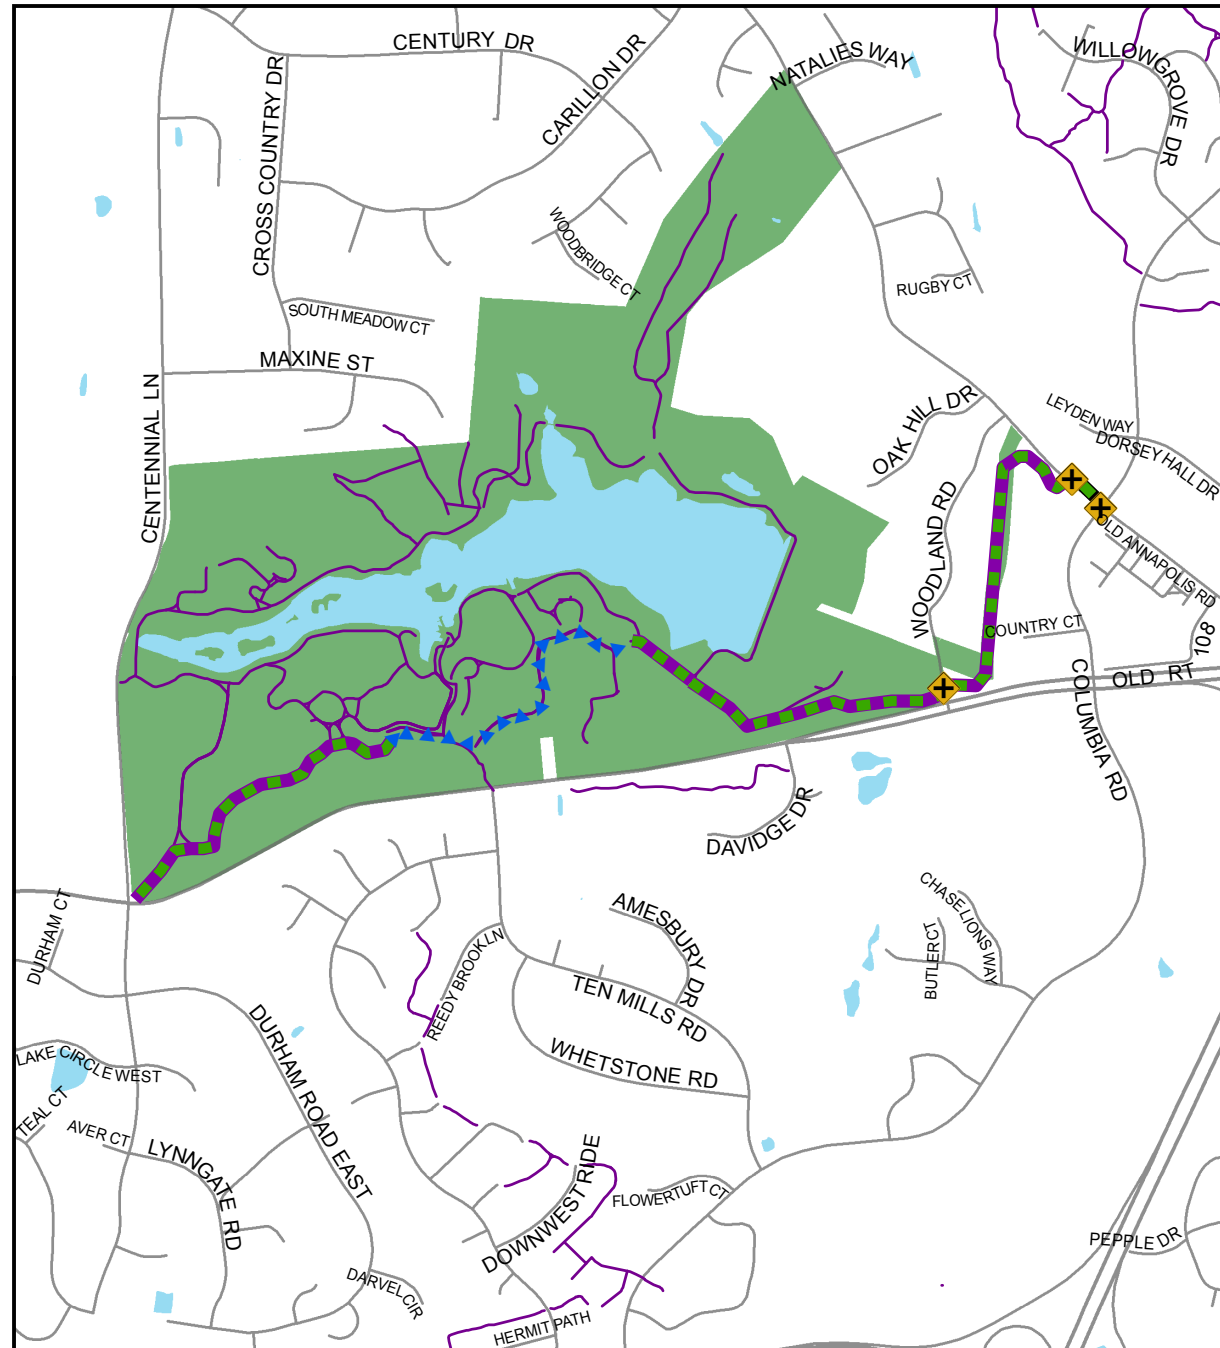 CENTURY DR
CARILLON DR
NATALIES WAY
WILLOWGROVE DR
CROSS COUNTRY DR
WOODBRIDGE CT
RUGBY CT
SOUTH MEADOW CT
MAXINE ST
CENTENNIAL LN
OAK HILL DR
LEYDEN WAY
DORSEY HALL DR
WOODLAND RD
OLD ANNAPOLIS RD
COUNTRY CT
108
OLD RT
COLUMBIA RD
DAVIDGE DR
CHASE LIONS WAY
BUTLER CT
AMESBURY DR
DURHAM CT
REEDY BROOK LN
TEN MILLS RD
WHETSTONE RD
DURHAM ROAD EAST
LAKE CIRCLE WEST
TEAL CT
AVER CT
LYNNGATE RD
DOWNWEST RIDE
FLOWERTUFT CT
PEPPLE DR
DARVEL CIR
HERMIT PATH